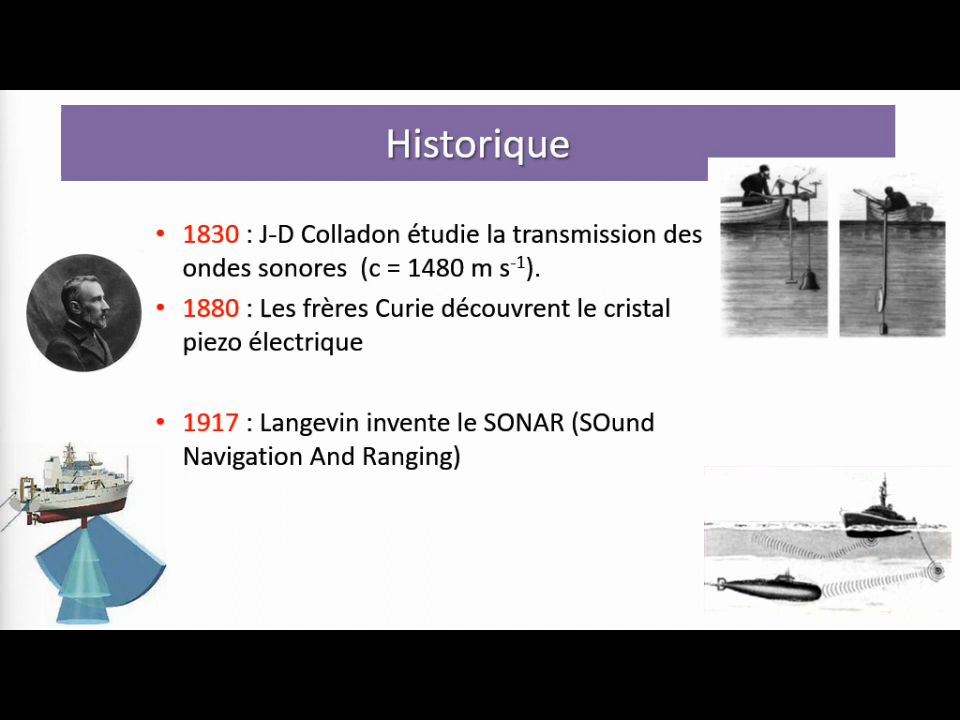 Historique
• 1830 : J-D Colladon étudie la transmission des
ondes sonores (c = 1480 m s⁻¹).
• 1880 : Les frères Curie découvrent le cristal
piezo électrique
• 1917 : Langevin invente le SONAR (SOund
Navigation And Ranging)